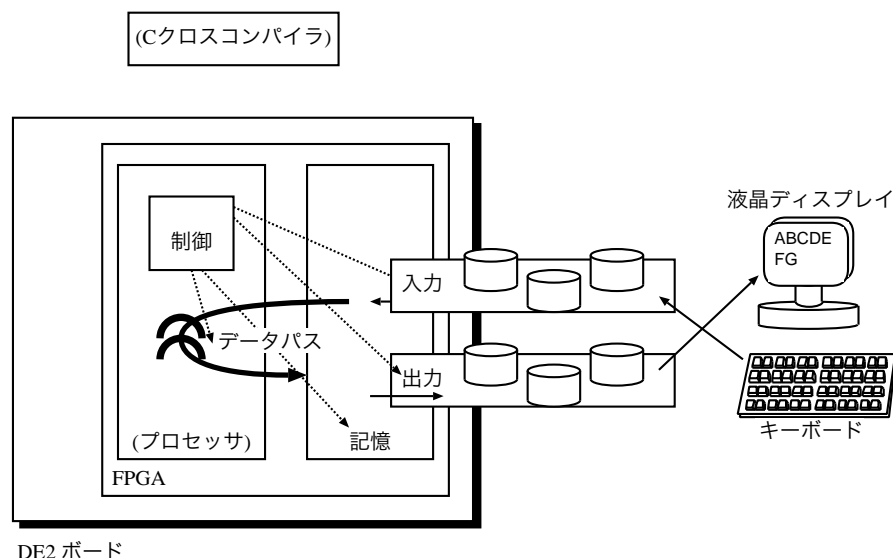 (Cクロスコンパイラ)
液晶ディスプレイ
ABCDE
FG
制御
入力
データパス
出力
(プロセッサ)
記憶
キーボード
FPGA
DE2 ボード